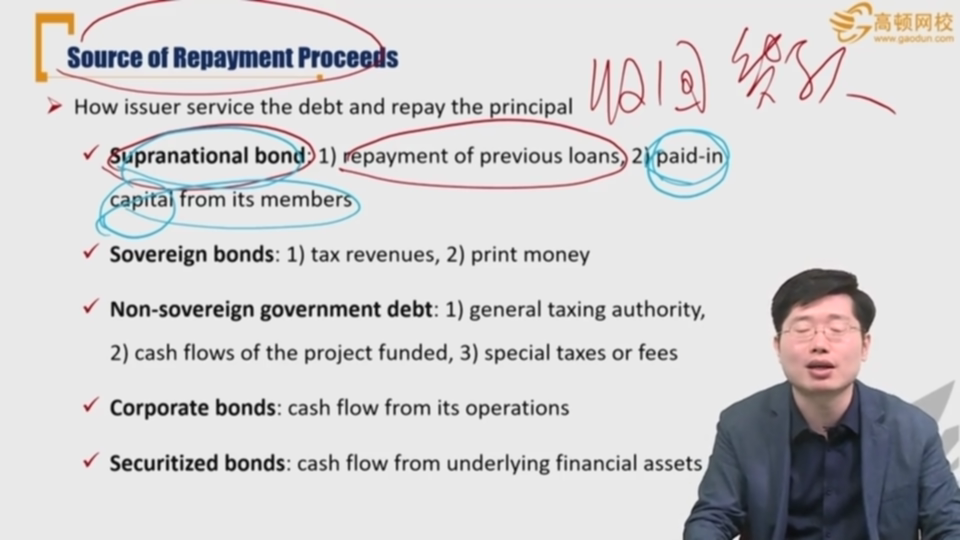 Source of Repayment Proceeds
高顿网校
www.gaodun.com
收回贷款
➢ How issuer service the debt and repay the principal
✓ Supranational bond: 1) repayment of previous loans, 2) paid-in
capital from its members
✓ Sovereign bonds: 1) tax revenues, 2) print money
✓ Non-sovereign government debt: 1) general taxing authority,
2) cash flows of the project funded, 3) special taxes or fees
✓ Corporate bonds: cash flow from its operations
✓ Securitized bonds: cash flow from underlying financial assets